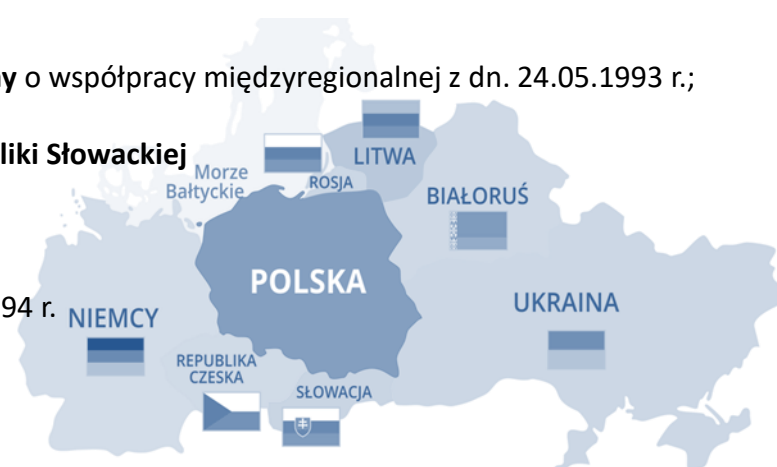 y o współpracy międzyregionalnej z dn. 24.05.1993 r.;
liki Słowackiej
Morze
Bałtyckie
ROSJA
LITWA
BIAŁORUŚ
POLSKA
94 r.
NIEMCY
UKRAINA
REPUBLIKA
CZESKA
SŁOWACJA